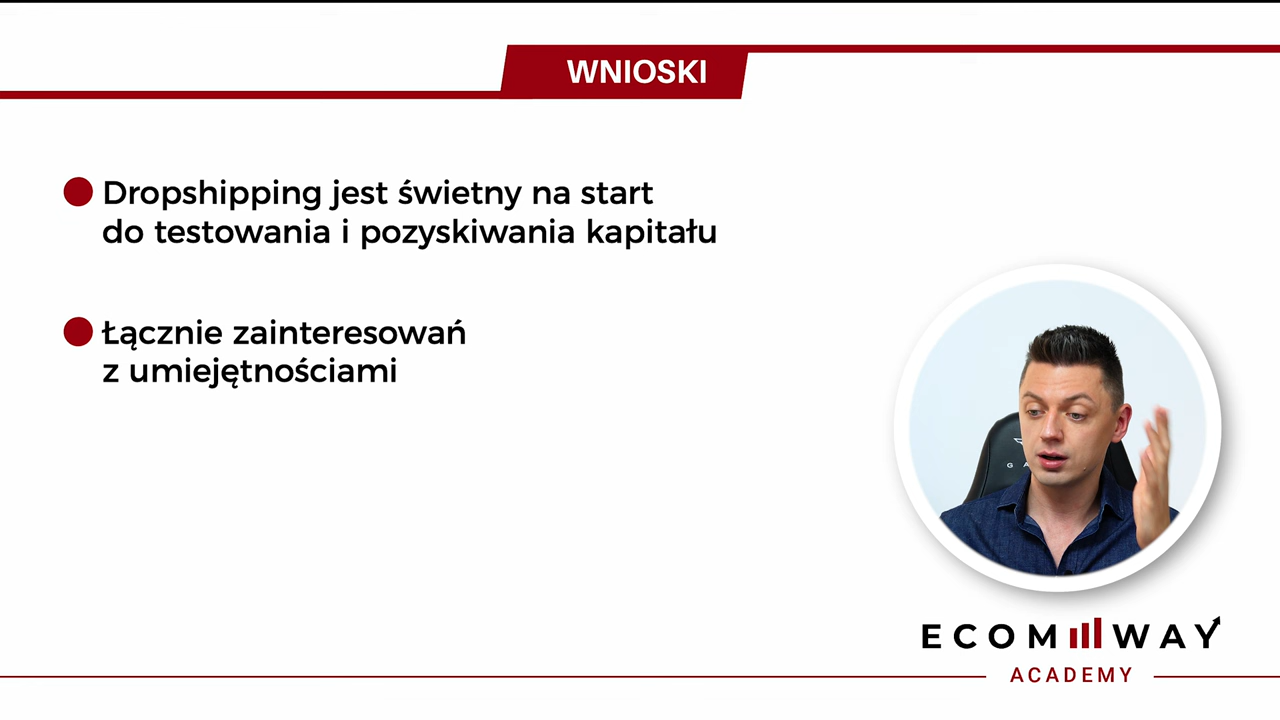 WNIOSKI
Dropshipping jest świetny na start
do testowania i pozyskiwania kapitału
Łącznie zainteresowań
z umiejętnościami
ECOM WAY
ACADEMY